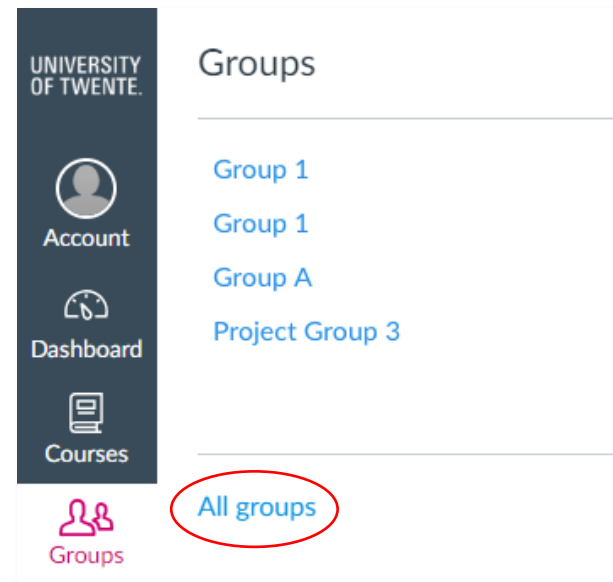 UNIVERSITY
OF TWENTE.
Account
Dashboard
Courses
Groups
Groups
Group 1
Group 1
Group A
Project Group 3
All groups